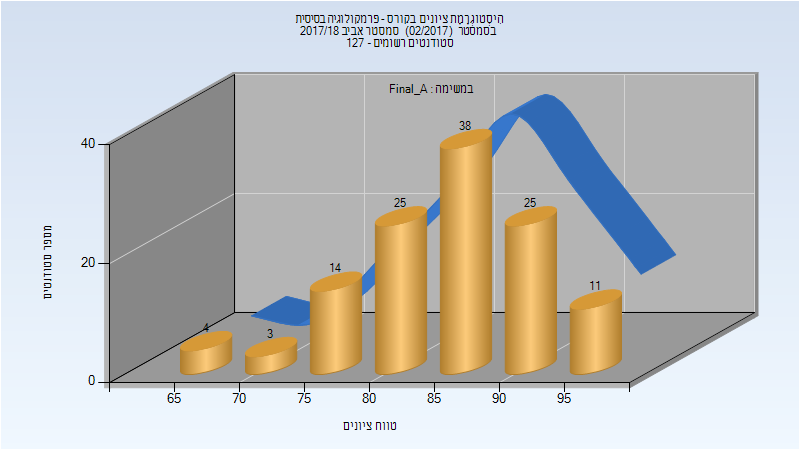 היסטוגרמת ציונים בקורס - פרמקולוגיה בסיסית
בסמסטר (02/2017) סמסטר אביב 2017/18
סטודנטים רשומים - 127
במשימה : Final_A
40
20
0
מספר סטודנטים
4
3
14
25
38
25
11
65
70
75
80
85
90
95
טווח ציונים